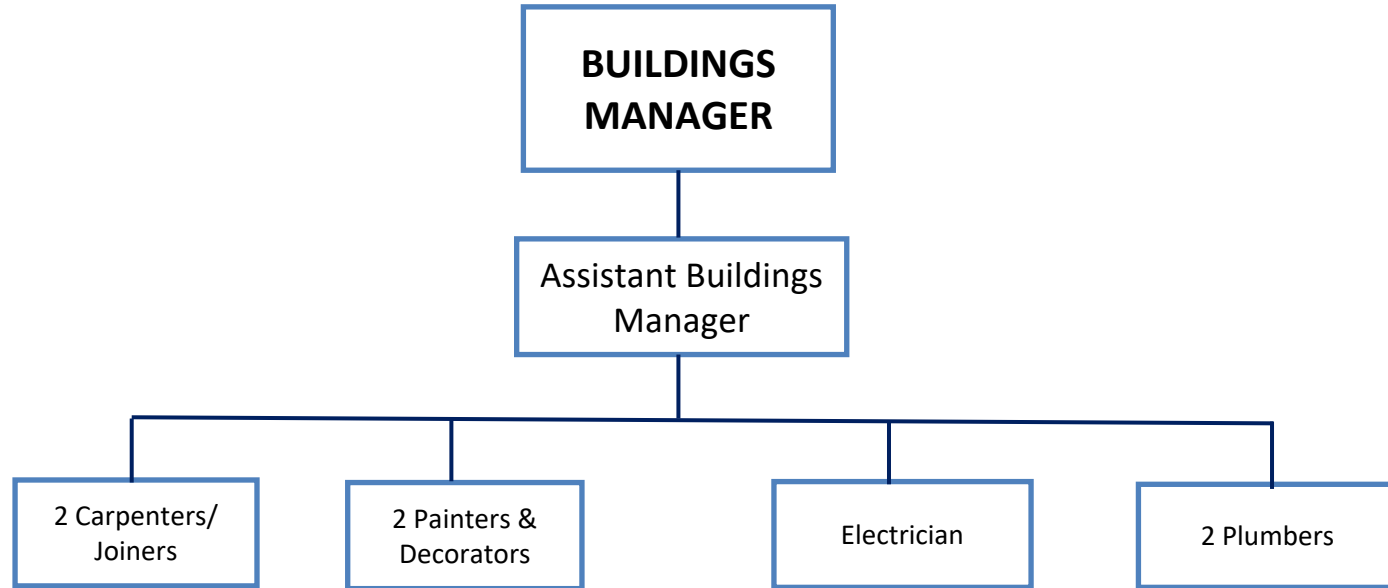 BUILDINGS
MANAGER
Assistant Buildings
Manager
2 Carpenters/
Joiners
2 Painters &
Decorators
Electrician
2 Plumbers